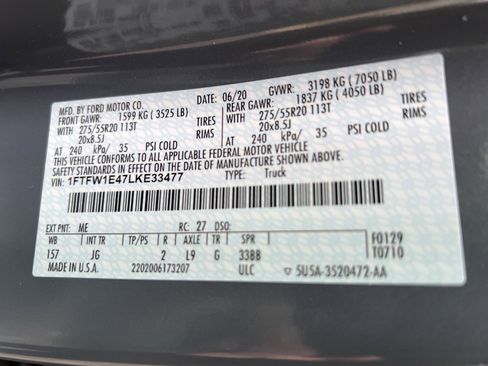 MFD. BY FORD MOTOR CO. DATE: 06/20 GVWR: 3198 KG (7050 LB)
FRONT GAWR: 1599 KG (3525 LB) REAR GAWR: 1837 KG (4050 LB)
WITH 275/55R20 113T TIRES WITH 275/55R20 113T TIRES
20x8.5J RIMS 20x8.5J RIMS
AT 240 kPa/ 35 PSI COLD AT 240 kPa/ 35 PSI COLD
THIS VEHICLE CONFORMS TO ALL APPLICABLE FEDERAL MOTOR VEHICLE
SAFETY STANDARDS IN EFFECT ON THE DATE OF MANUFACTURE SHOWN ABOVE.
VIN: 1FTFW1E47LKE33477 TYPE: Truck
EXT PNT: ME RC: 27 DSO:
WB INT TR TP/PS R AXLE TR SPR F0129
157 JG 2 L9 G 3388 T0710
MADE IN U.S.A. 2202006173207 ULC 5U5A-3520472-AA